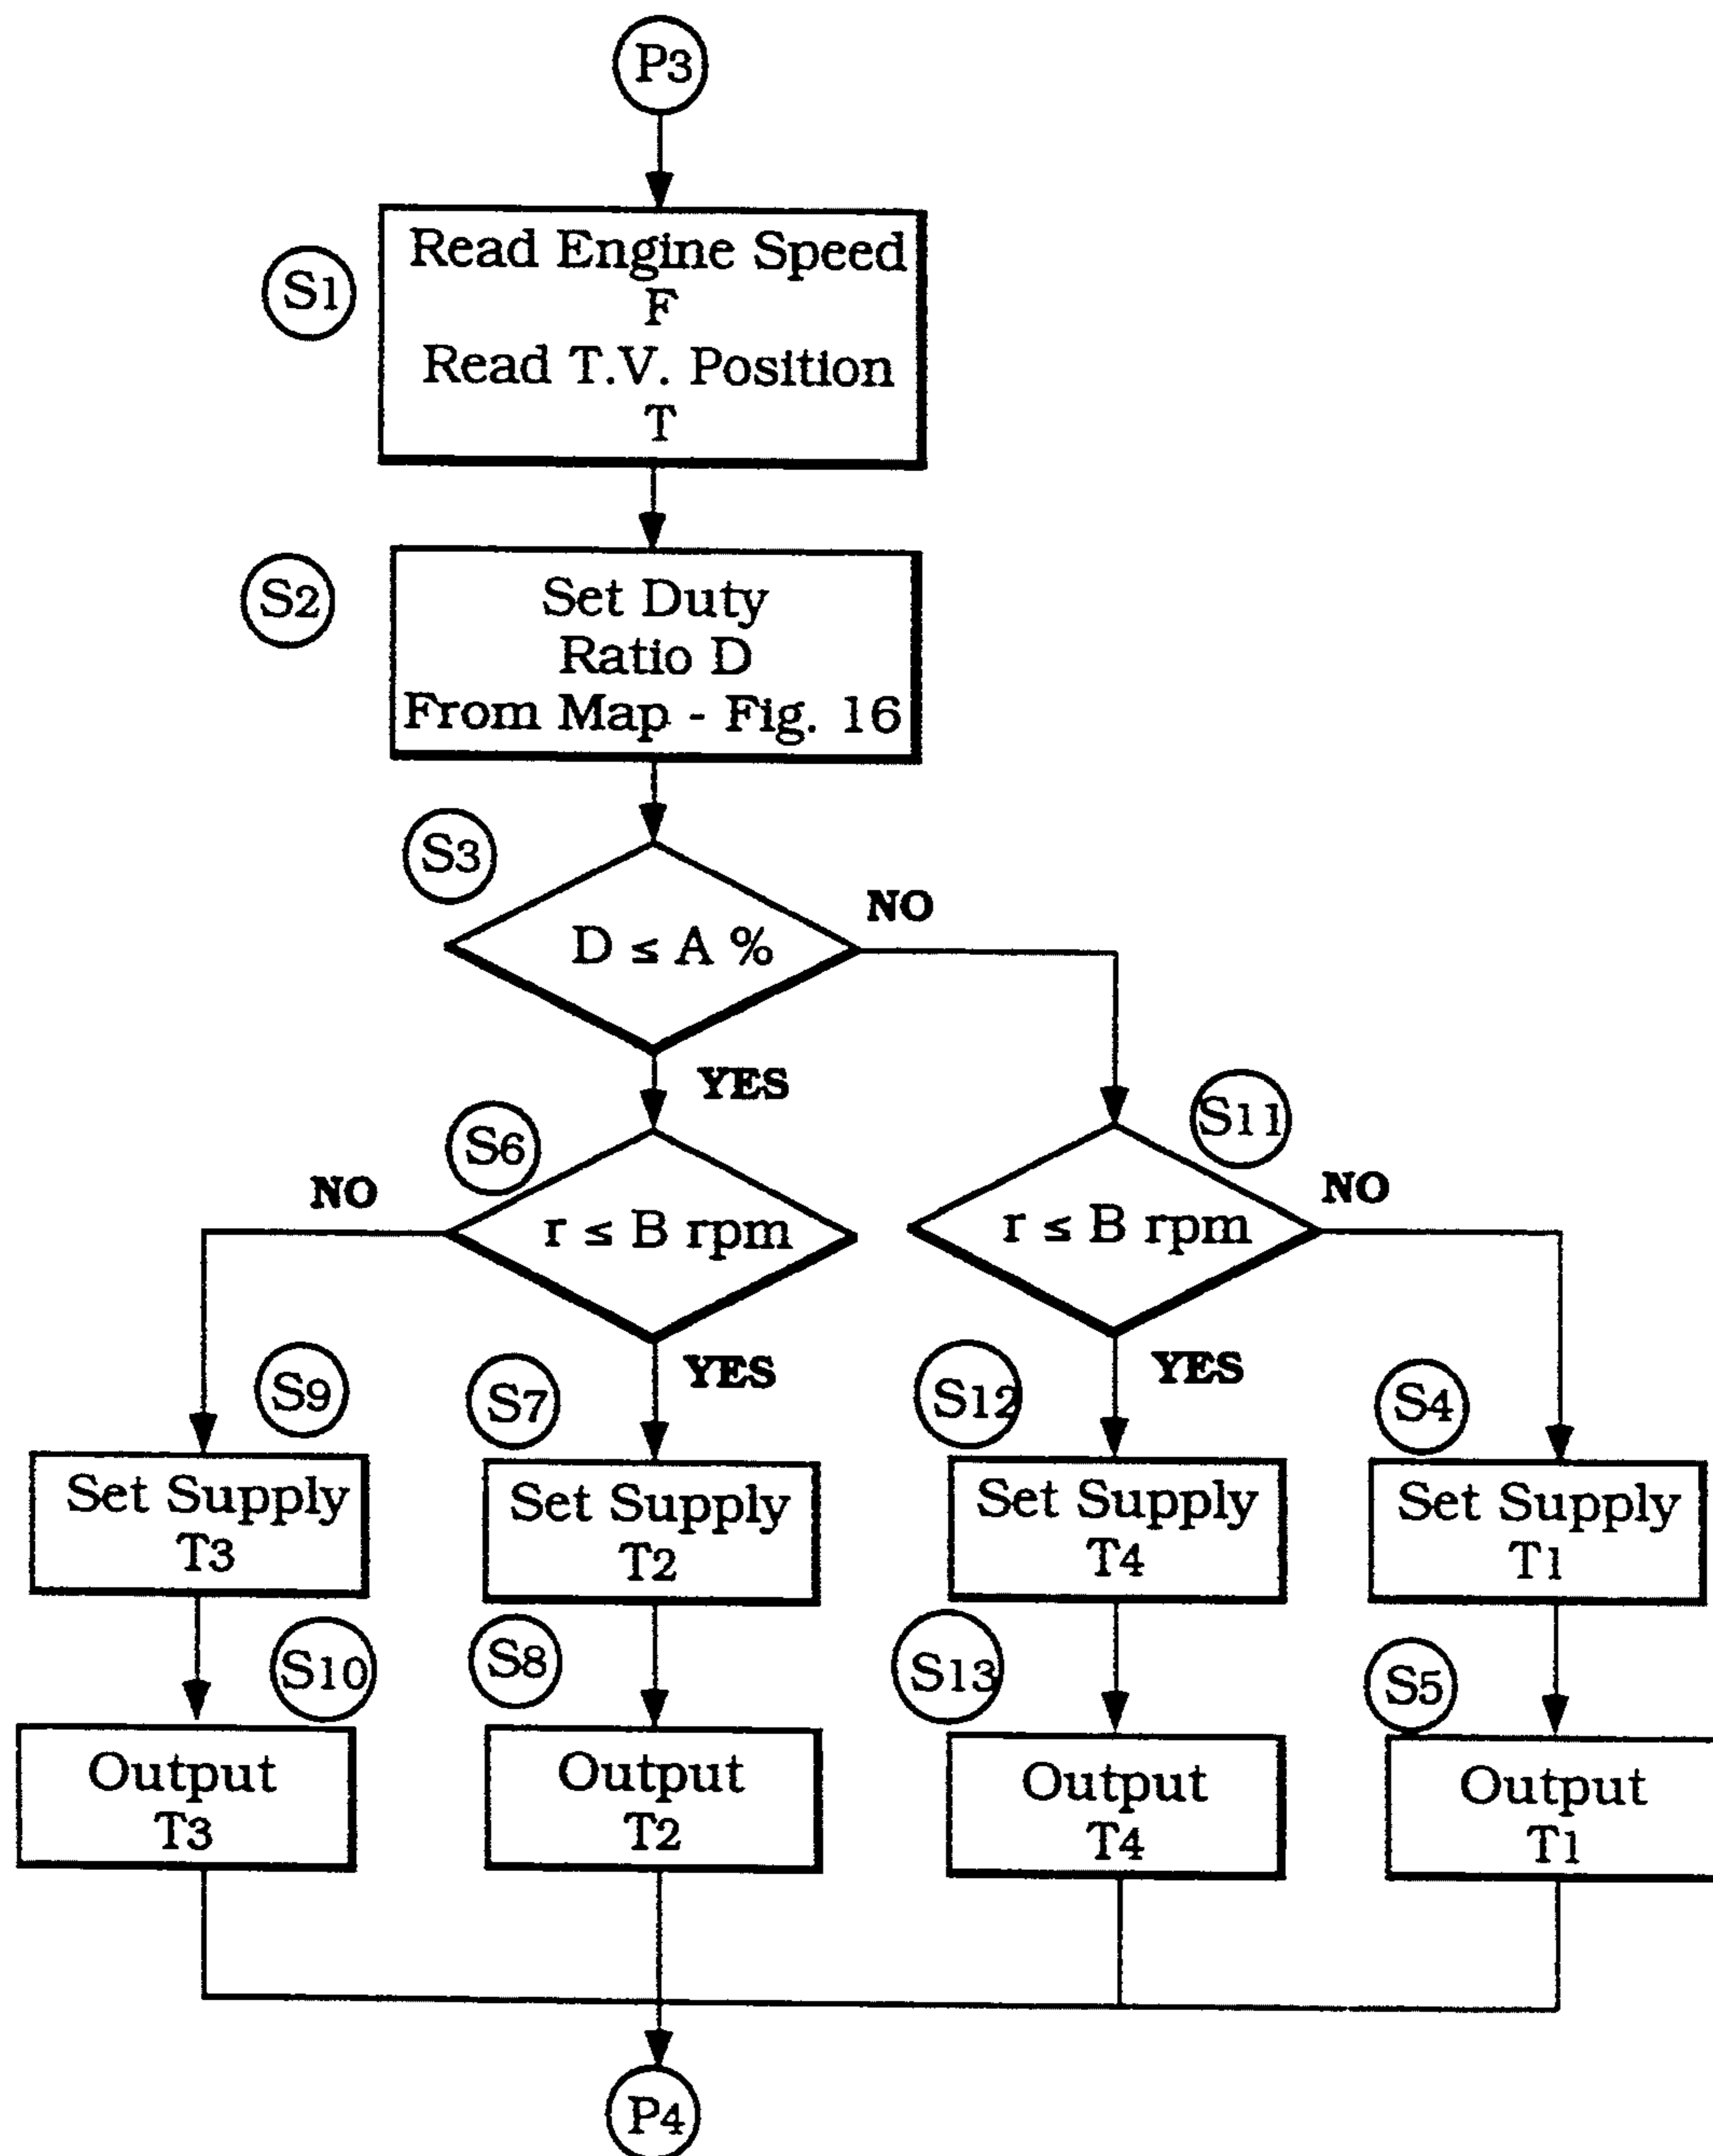 P3
S1
Read Engine Speed
F
Read T.V. Position
T
S2
Set Duty
Ratio D
From Map - Fig. 16
S3
D ≤ A %
NO
YES
S6
S11
NO
r ≤ B rpm
r ≤ B rpm
NO
YES
YES
S9
S7
S12
S4
Set Supply
T3
Set Supply
T2
Set Supply
T4
Set Supply
T1
S10
S8
S13
S5
Output
T3
Output
T2
Output
T4
Output
T1
P4